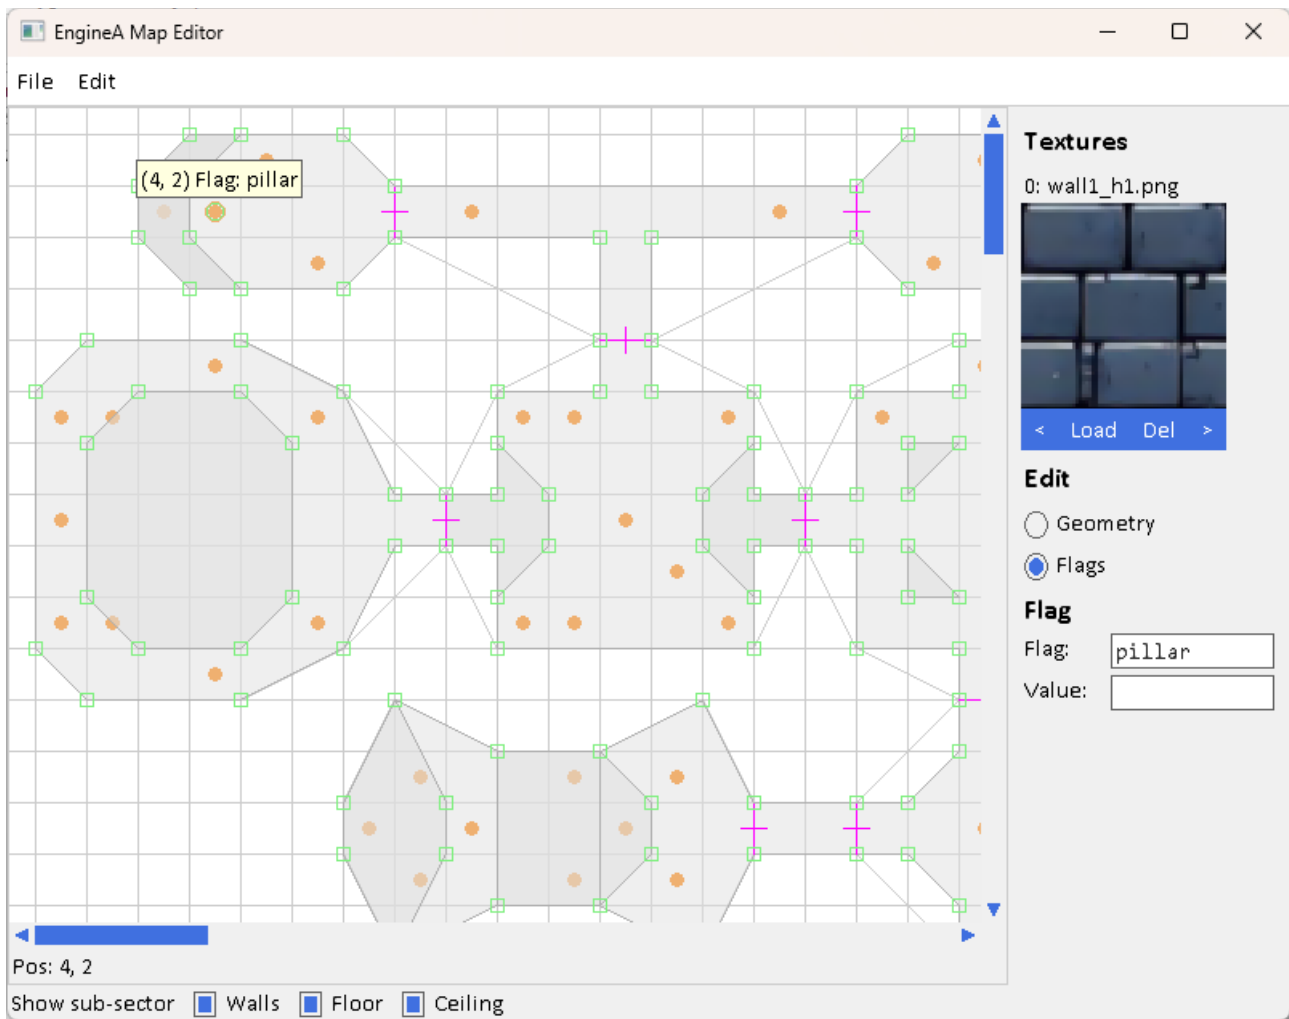 EngineA Map Editor
File Edit
(4, 2) Flag: pillar
Textures
0: wall1_h1.png
< Load Del >
Edit
Geometry
Flags
Flag
Flag: pillar
Value:
Pos: 4, 2
Show sub-sector Walls Floor Ceiling